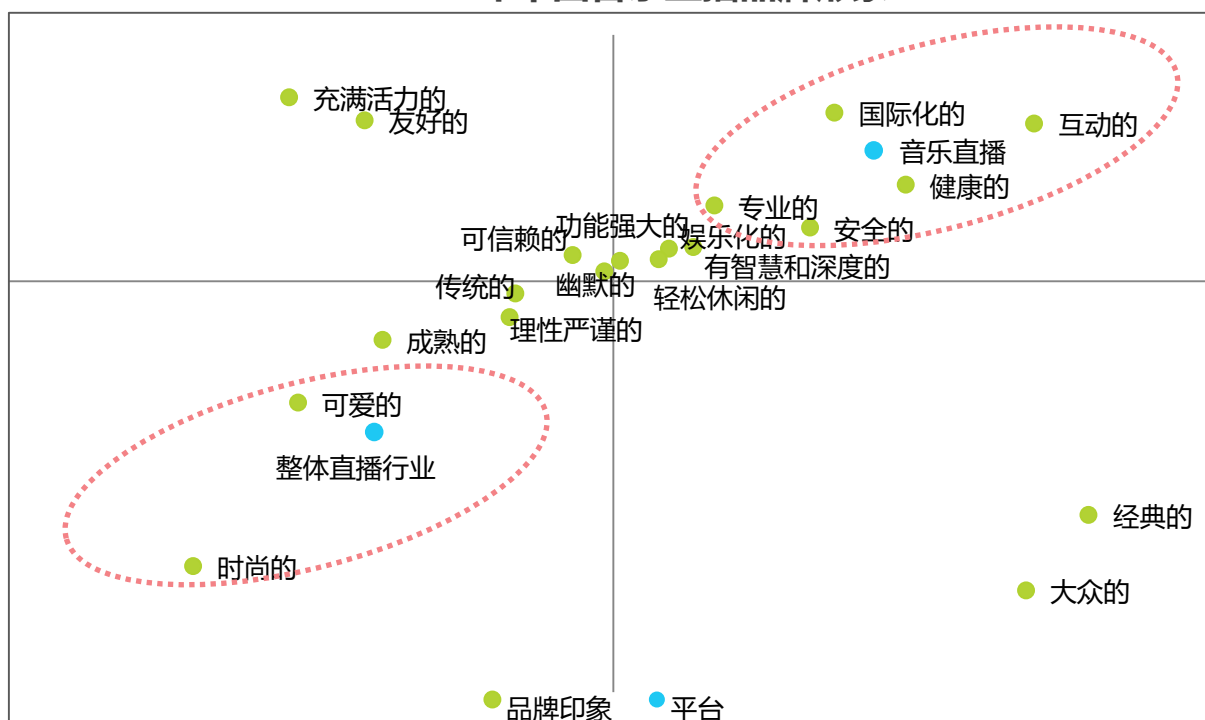 充满活力的
友好的
国际化的
互动的
音乐直播
健康的
专业的
安全的
功能强大的
娱乐化的
可信赖的
有智慧和深度的
传统的
幽默的
轻松休闲的
理性严谨的
成熟的
可爱的
整体直播行业
时尚的
经典的
大众的
品牌印象
平台